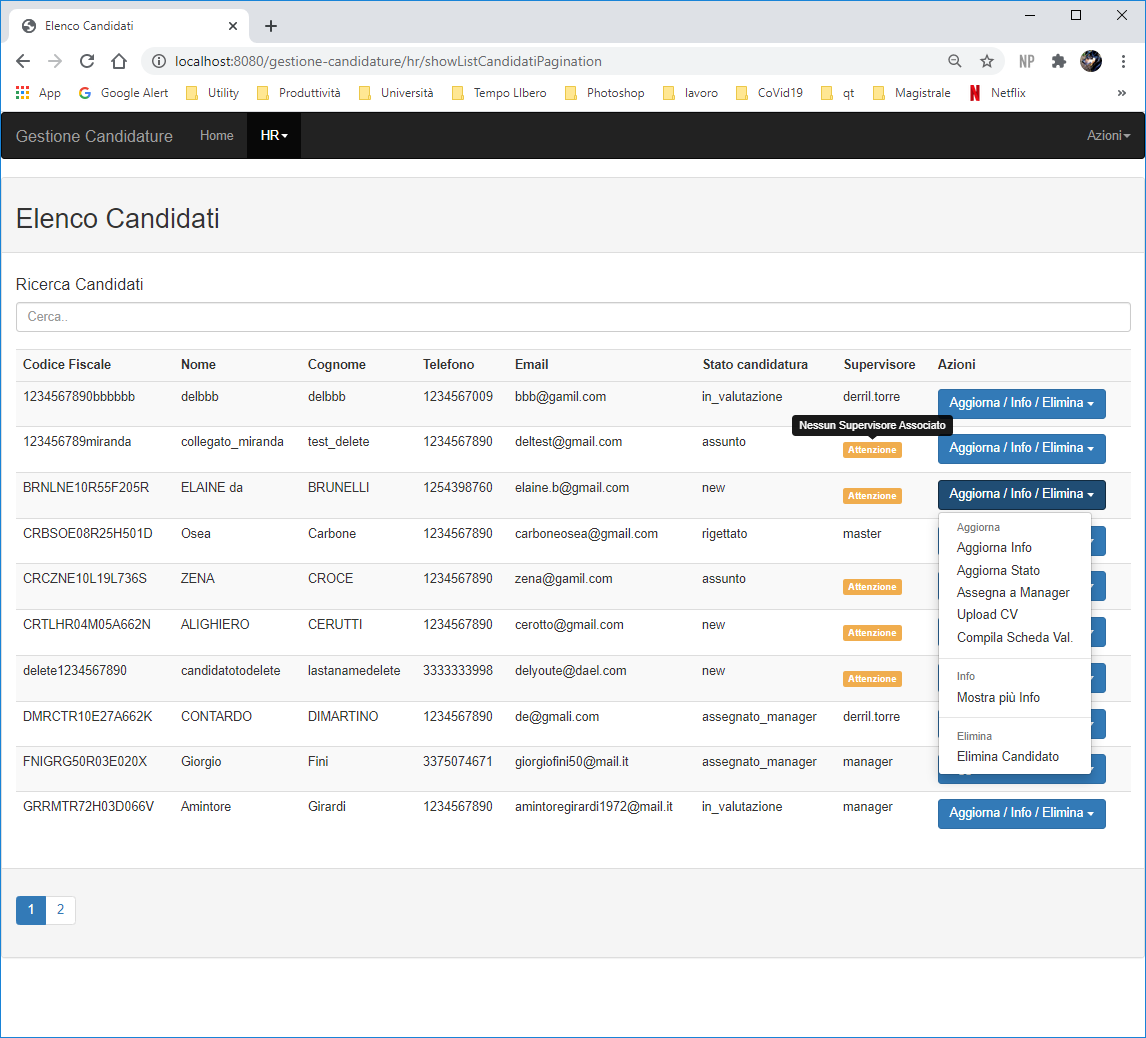 Elenco Candidati
localhost:8080/gestione-candidature/hr/showListCandidatiPagination
NP
App Google Alert Utility Produttività Università Tempo LIbero Photoshop lavoro CoVid19 qt Magistrale Netflix »
Gestione Candidature Home HR Azioni
Elenco Candidati
Ricerca Candidati
Cerca..
Codice Fiscale Nome Cognome Telefono Email Stato candidatura Supervisore Azioni
1234567890bbbbbb delbbb delbbb 1234567009 bbb@gamil.com in_valutazione derril.torre Aggiorna / Info / Elimina
Nessun Supervisore Associato
123456789miranda collegato_miranda test_delete 1234567890 deltest@gmail.com assunto Attenzione Aggiorna / Info / Elimina
BRNLNE10R55F205R ELAINE da BRUNELLI 1254398760 elaine.b@gmail.com new Attenzione Aggiorna / Info / Elimina
CRBSOE08R25H501D Osea Carbone 1234567890 carboneosea@gmail.com rigettato master
CRCZNE10L19L736S ZENA CROCE 1234567890 zena@gamil.com assunto Attenzione
CRTLHR04M05A662N ALIGHIERO CERUTTI 1234567890 cerotto@gmail.com new Attenzione
delete1234567890 candidatotodelete lastanamedelete 3333333998 delyoute@dael.com new Attenzione
DMRCTR10E27A662K CONTARDO DIMARTINO 1234567890 de@gmali.com assegnato_manager derril.torre
FNIGRG50R03E020X Giorgio Fini 3375074671 giorgiofini50@mail.it assegnato_manager manager
GRRMTR72H03D066V Amintore Girardi 1234567890 amintoregirardi1972@mail.it in_valutazione manager Aggiorna / Info / Elimina
Aggiorna
Aggiorna Info
Aggiorna Stato
Assegna a Manager
Upload CV
Compila Scheda Val.
Info
Mostra più Info
Elimina
Elimina Candidato
1 2